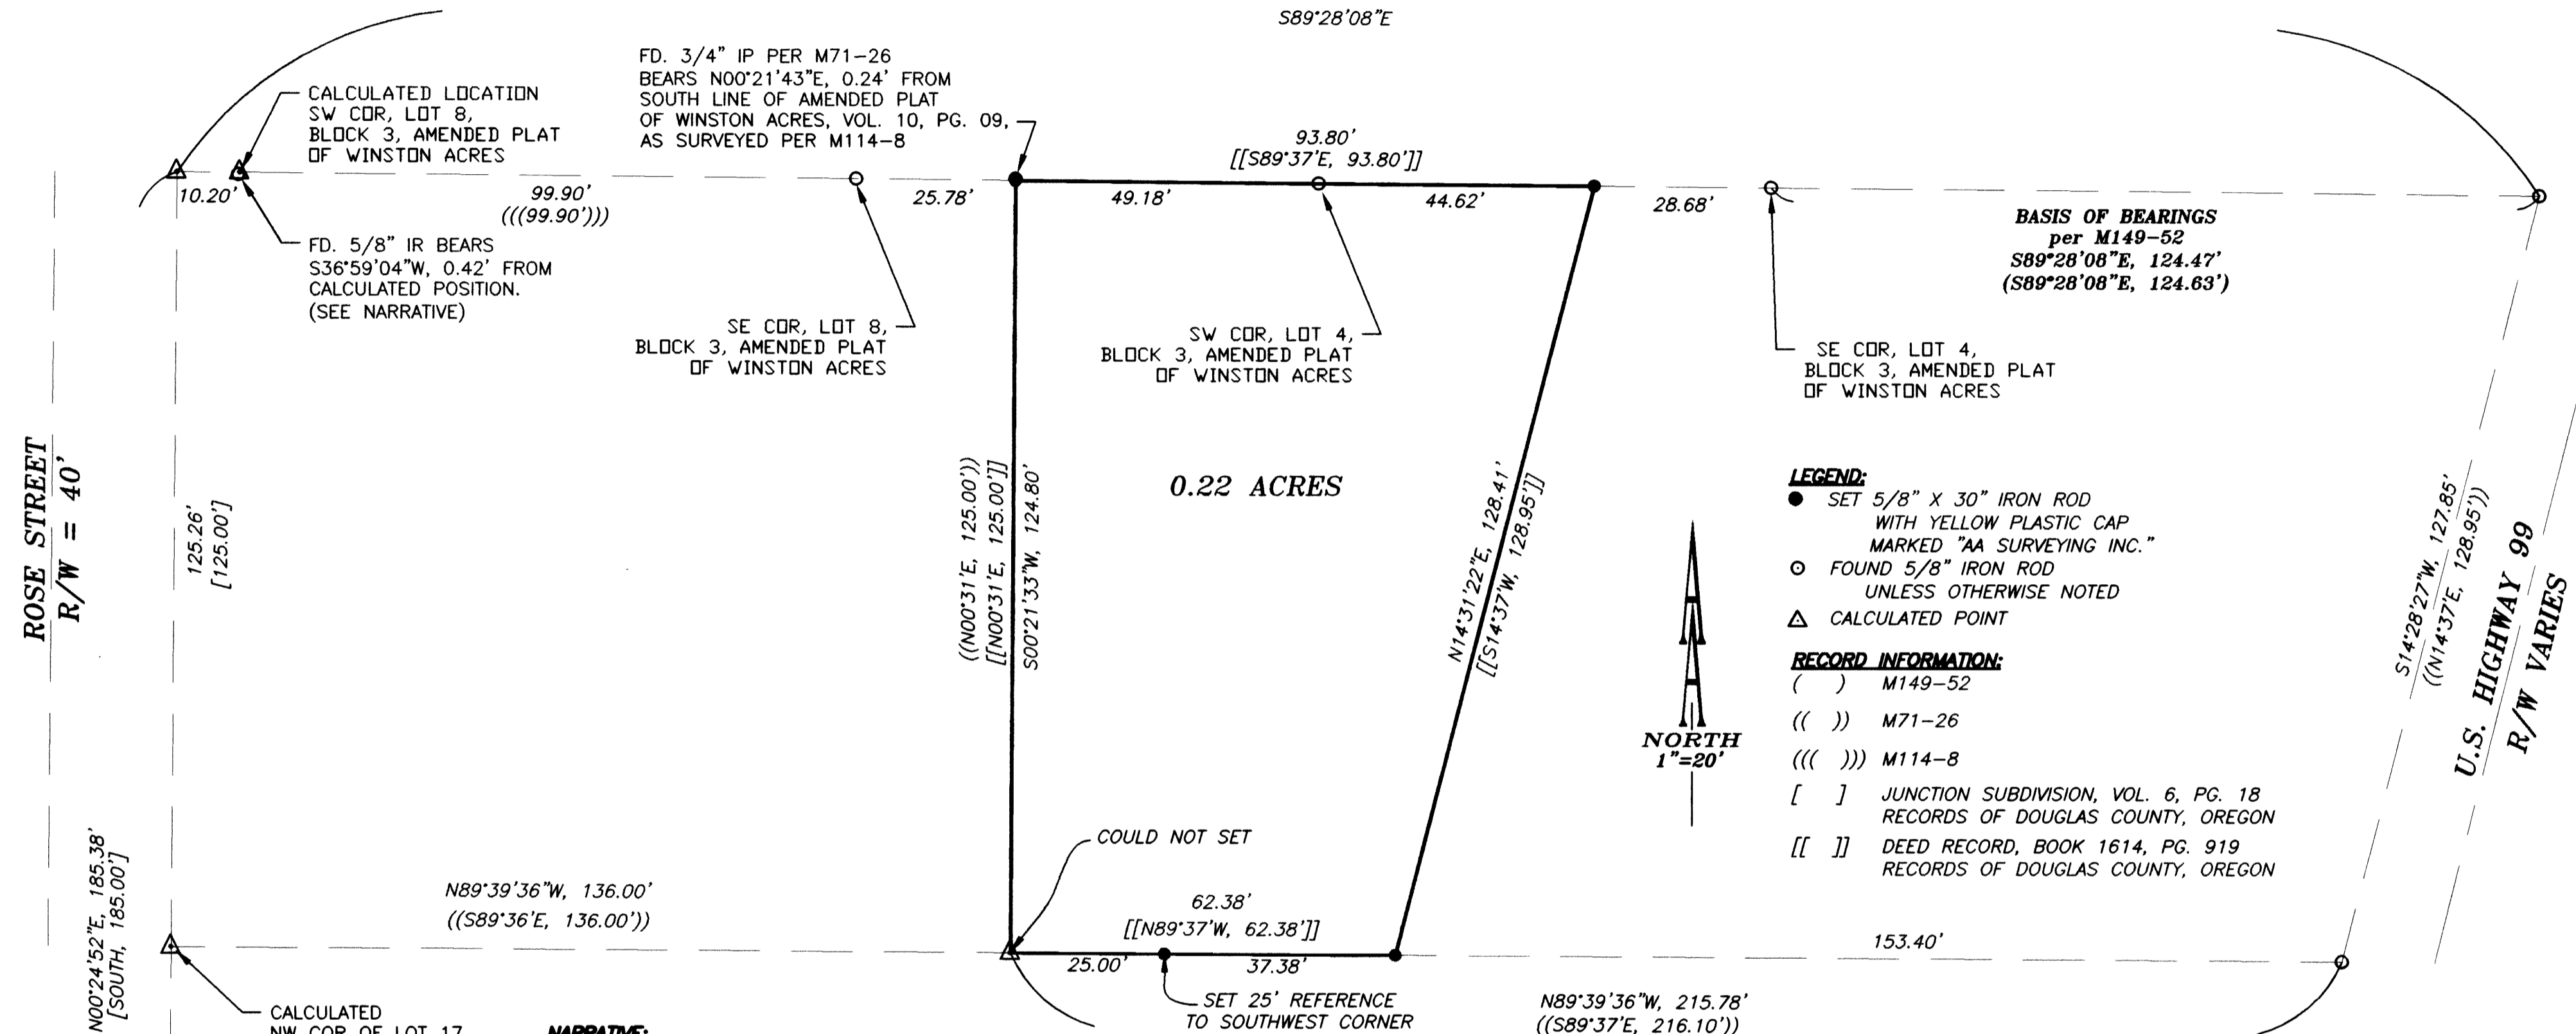 S89°28'08"E
FD. 3/4" IP PER M71-26
BEARS N00°21'43"E, 0.24' FROM
SOUTH LINE OF AMENDED PLAT
OF WINSTON ACRES, VOL. 10, PG. 09,
AS SURVEYED PER M114-8
CALCULATED LOCATION
SW COR, LOT 8,
BLOCK 3, AMENDED PLAT
OF WINSTON ACRES
93.80'
[[S89°37'E, 93.80']]
10.20'
99.90'
(((99.90')))
25.78'
49.18'
44.62'
28.68'
BASIS OF BEARINGS
per M149-52
S89°28'08"E, 124.47'
(S89°28'08"E, 124.63')
FD. 5/8" IR BEARS
S36°59'04"W, 0.42' FROM
CALCULATED POSITION.
(SEE NARRATIVE)
SE COR, LOT 8,
BLOCK 3, AMENDED PLAT
OF WINSTON ACRES
SW COR, LOT 4,
BLOCK 3, AMENDED PLAT
OF WINSTON ACRES
SE COR, LOT 4,
BLOCK 3, AMENDED PLAT
OF WINSTON ACRES
ROSE STREET
R/W = 40'
125.26'
[125.00']
((N00°31'E, 125.00'))
[[N00°31'E, 125.00']]
S00°21'33"W, 124.80'
0.22 ACRES
N14°31'22"E, 128.41'
[[S14°37'W, 128.95']]
NORTH
1"=20'
LEGEND:
SET 5/8" X 30" IRON ROD
WITH YELLOW PLASTIC CAP
MARKED "AA SURVEYING INC."
FOUND 5/8" IRON ROD
UNLESS OTHERWISE NOTED
CALCULATED POINT
RECORD INFORMATION:
( ) M149-52
(( )) M71-26
((( ))) M114-8
[ ] JUNCTION SUBDIVISION, VOL. 6, PG. 18
RECORDS OF DOUGLAS COUNTY, OREGON
[[ ]] DEED RECORD, BOOK 1614, PG. 919
RECORDS OF DOUGLAS COUNTY, OREGON
S14°28'27"W, 127.85'
((N14°37'E, 128.95'))
U.S. HIGHWAY 99
R/W VARIES
N00°24'52"E, 185.38'
[SOUTH, 185.00']
N89°39'36"W, 136.00'
((S89°36'E, 136.00'))
COULD NOT SET
62.38'
[[N89°37'W, 62.38']]
25.00'
37.38'
153.40'
SET 25' REFERENCE
TO SOUTHWEST CORNER
N89°39'36"W, 215.78'
((S89°37'E, 216.10'))
CALCULATED
NW COR OF LOT 17
NARRATIVE: